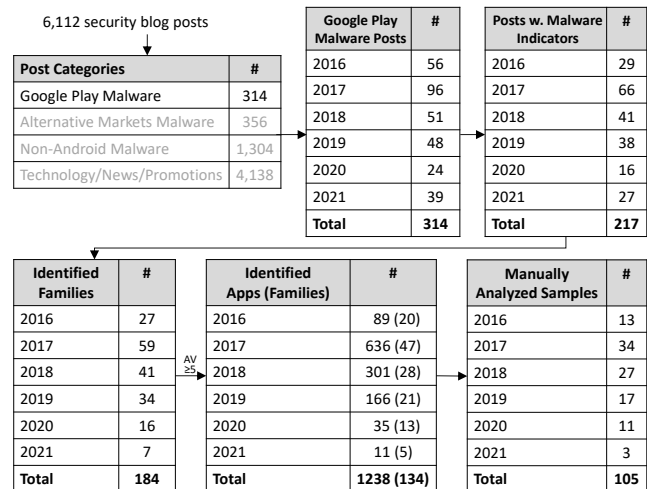 6,112 security blog posts
Post Categories #
Google Play Malware 314
Alternative Markets Malware 356
Non-Android Malware 1,304
Technology/News/Promotions 4,138
Google Play Malware Posts #
2016 56
2017 96
2018 51
2019 48
2020 24
2021 39
Total 314
Posts w. Malware Indicators #
2016 29
2017 66
2018 41
2019 38
2020 16
2021 27
Total 217
Identified Families #
2016 27
2017 59
2018 41
2019 34
2020 16
2021 7
Total 184
AV
≥5
Identified Apps (Families) #
2016 89 (20)
2017 636 (47)
2018 301 (28)
2019 166 (21)
2020 35 (13)
2021 11 (5)
Total 1238 (134)
Manually Analyzed Samples #
2016 13
2017 34
2018 27
2019 17
2020 11
2021 3
Total 105